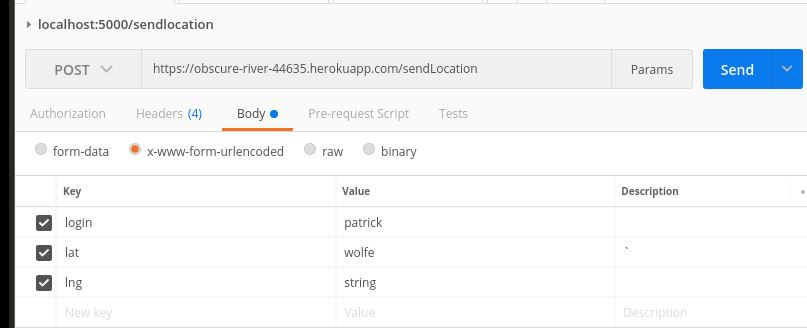 localhost:5000/sendlocation
POST https://obscure-river-44635.herokuapp.com/sendLocation Params Send
Authorization Headers (4) Body Pre-request Script Tests
form-data x-www-form-urlencoded raw binary
Key Value Description
login patrick
lat wolfe `
lng string
New key Value Description